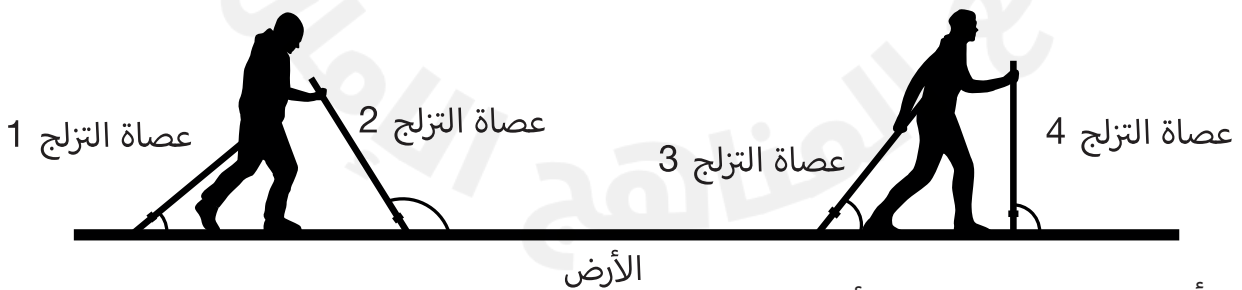 عصاة التزلج 1
عصاة التزلج 2
عصاة التزلج 3
عصاة التزلج 4
الأرض